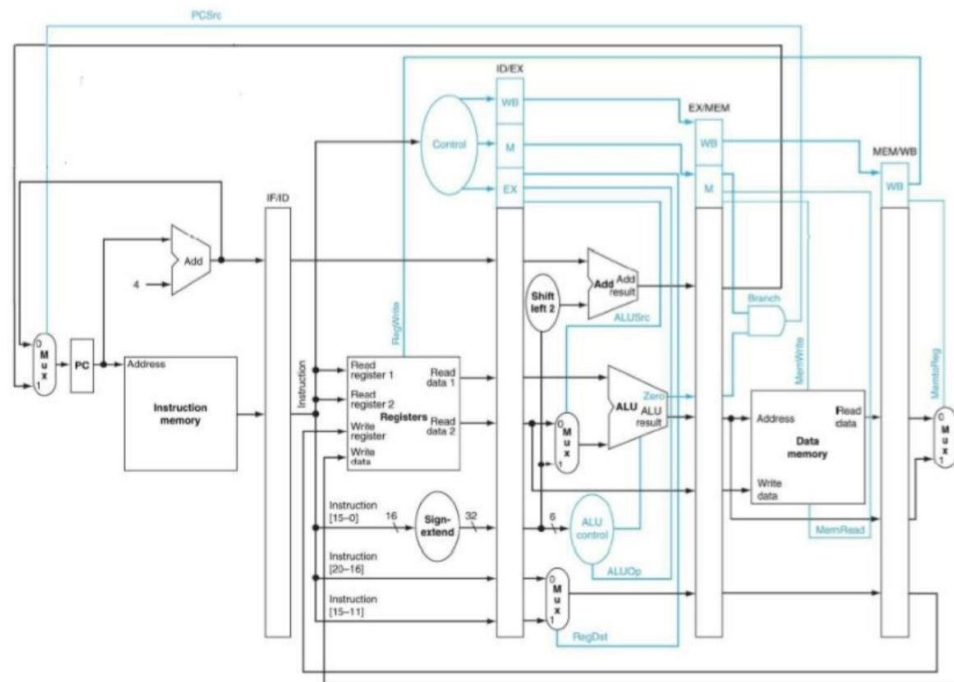 PCSrc
ID/EX
WB
EX/MEM
Control
M
WB
MEM/WB
EX
M
WB
IF/ID
Add
4
Shift
left 2
Add
Add
result
Branch
ALUSrc
RegWrite
MemWrite
MemtoReg
0
M
u
x
1
PC
Address
Instruction
memory
Instruction
Read
register 1
Read
register 2
Write
register
Write
data
Registers
Read
data 1
Read
data 2
0
M
u
x
1
Zero
ALU
ALU
result
Address
Read
data
Data
memory
Write
data
0
M
u
x
1
Instruction
[15–0]
16
Sign-
extend
32
6
ALU
control
MemRead
Instruction
[20–16]
ALUOp
Instruction
[15–11]
0
M
u
x
1
RegDst